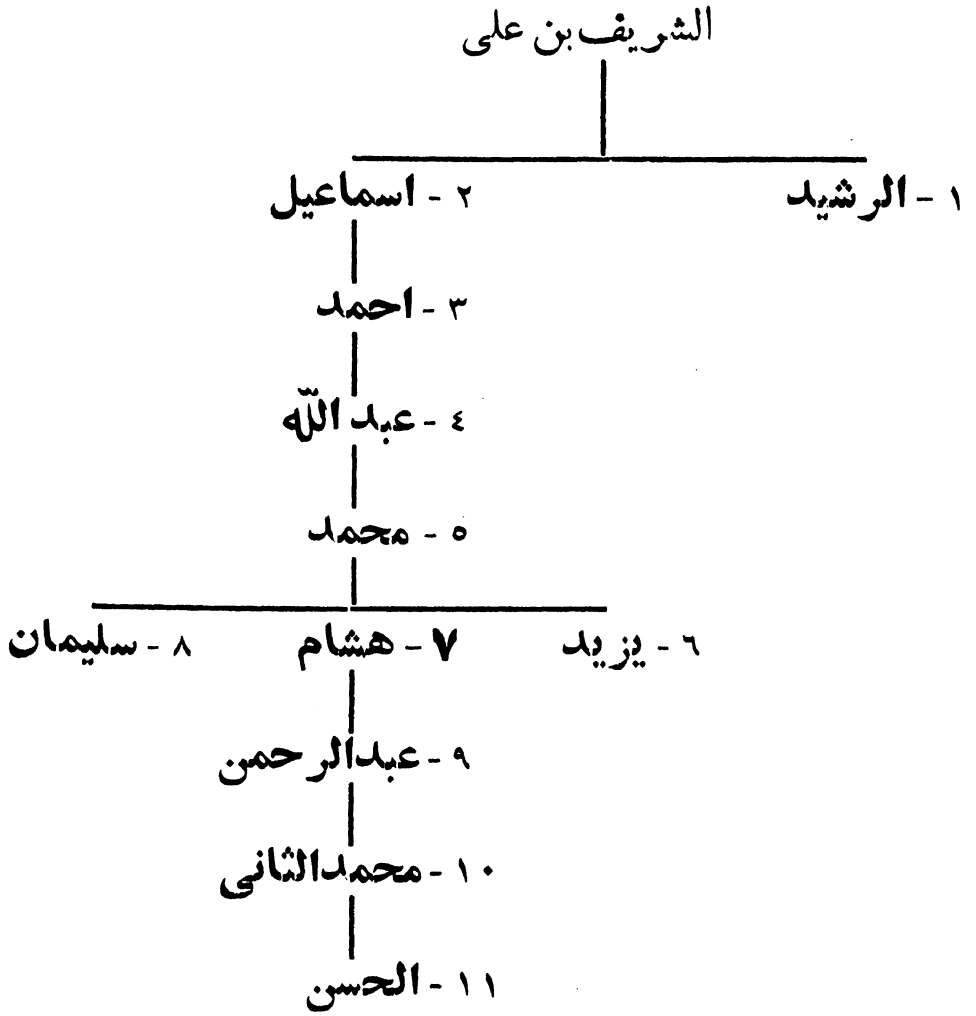 الشريف بن على
١ - الرشيد
٢ - اسماعيل
٣ - احمد
٤ - عبد الله
٥ - محمد
٦ - يزيد
٧ - هشام
٨ - سليمان
٩ - عبدالرحمن
١٠ - محمدالثانى
١١ - الحسن